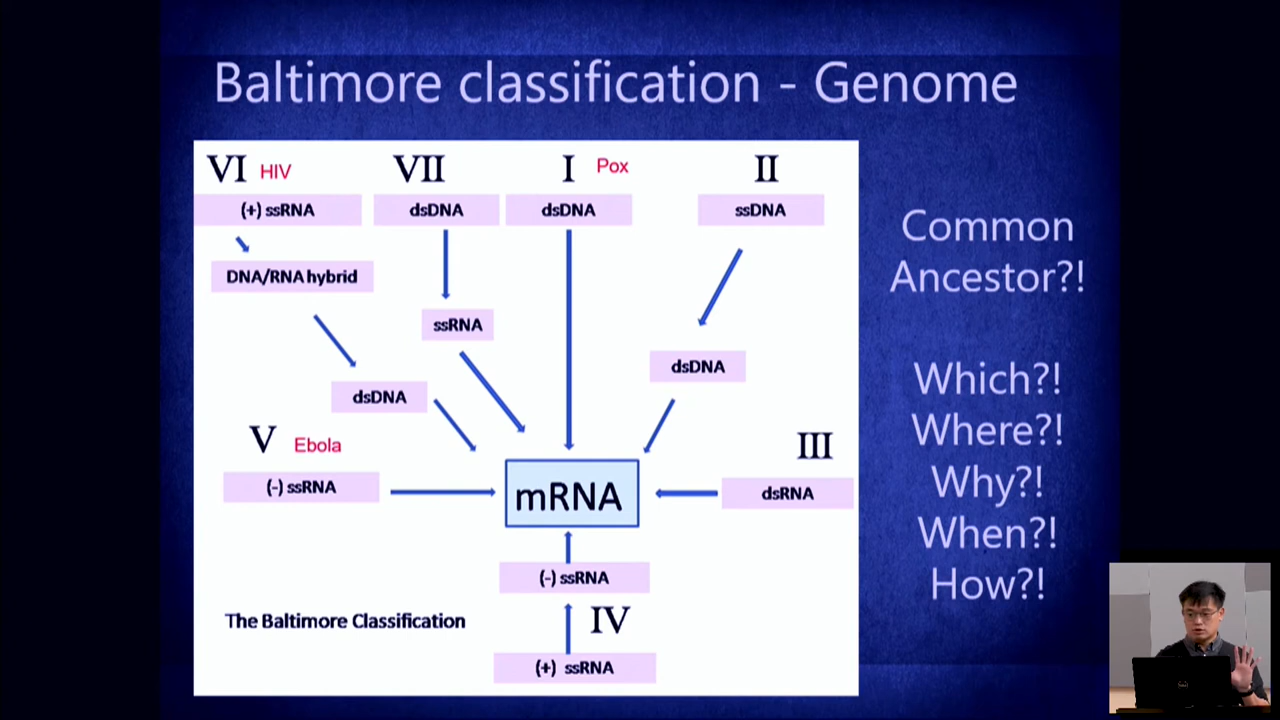 Baltimore classification - Genome
VI HIV
VII
I Pox
II
(+) ssRNA
dsDNA
dsDNA
ssDNA
DNA/RNA hybrid
ssRNA
dsDNA
dsDNA
V Ebola
III
(-) ssRNA
mRNA
dsRNA
(-) ssRNA
The Baltimore Classification
IV
(+) ssRNA
Common
Ancestor?!
Which?!
Where?!
Why?!
When?!
How?!